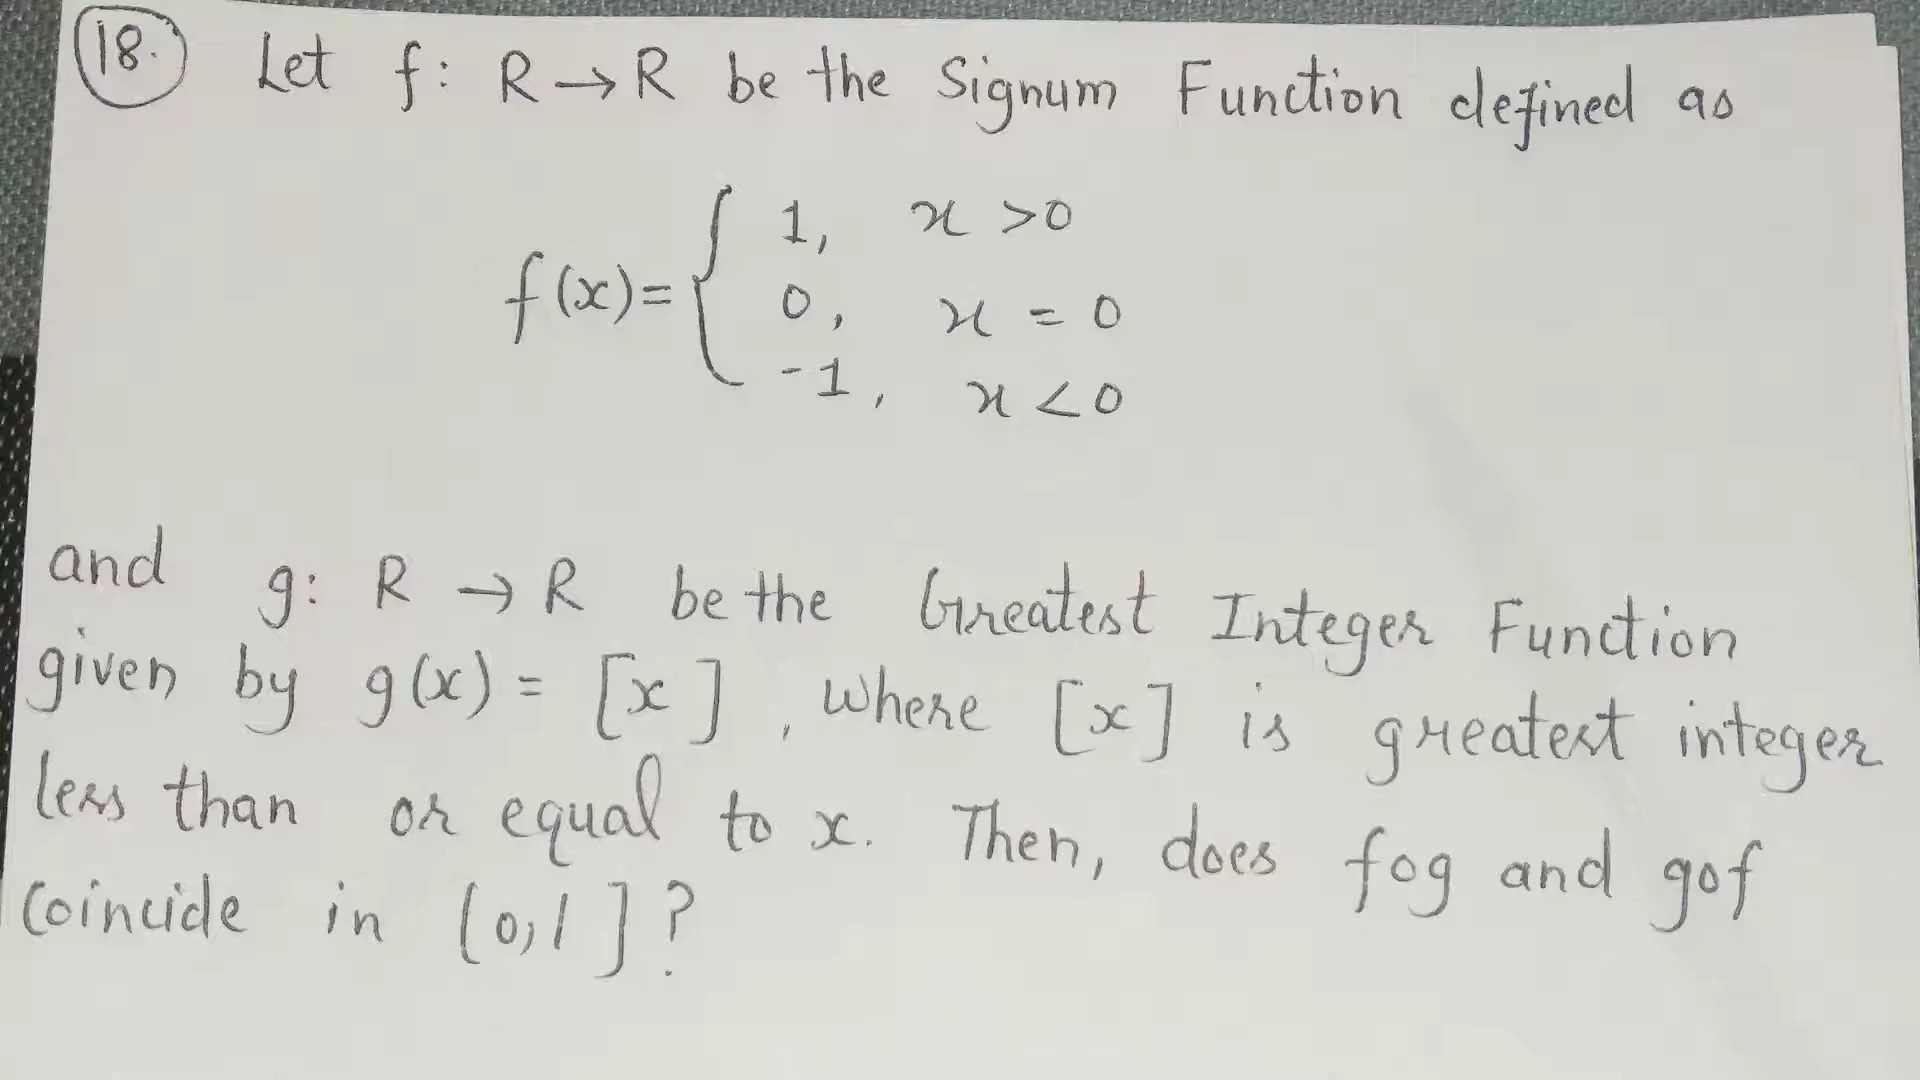 18. Let f: R → R be the Signum Function defined as
f(x) = { 1, x > 0
0, x = 0
-1, x < 0
and g: R → R be the Greatest Integer Function
given by g(x) = [x], where [x] is greatest integer
less than or equal to x. Then, does fog and gof
coincide in (0,1]?